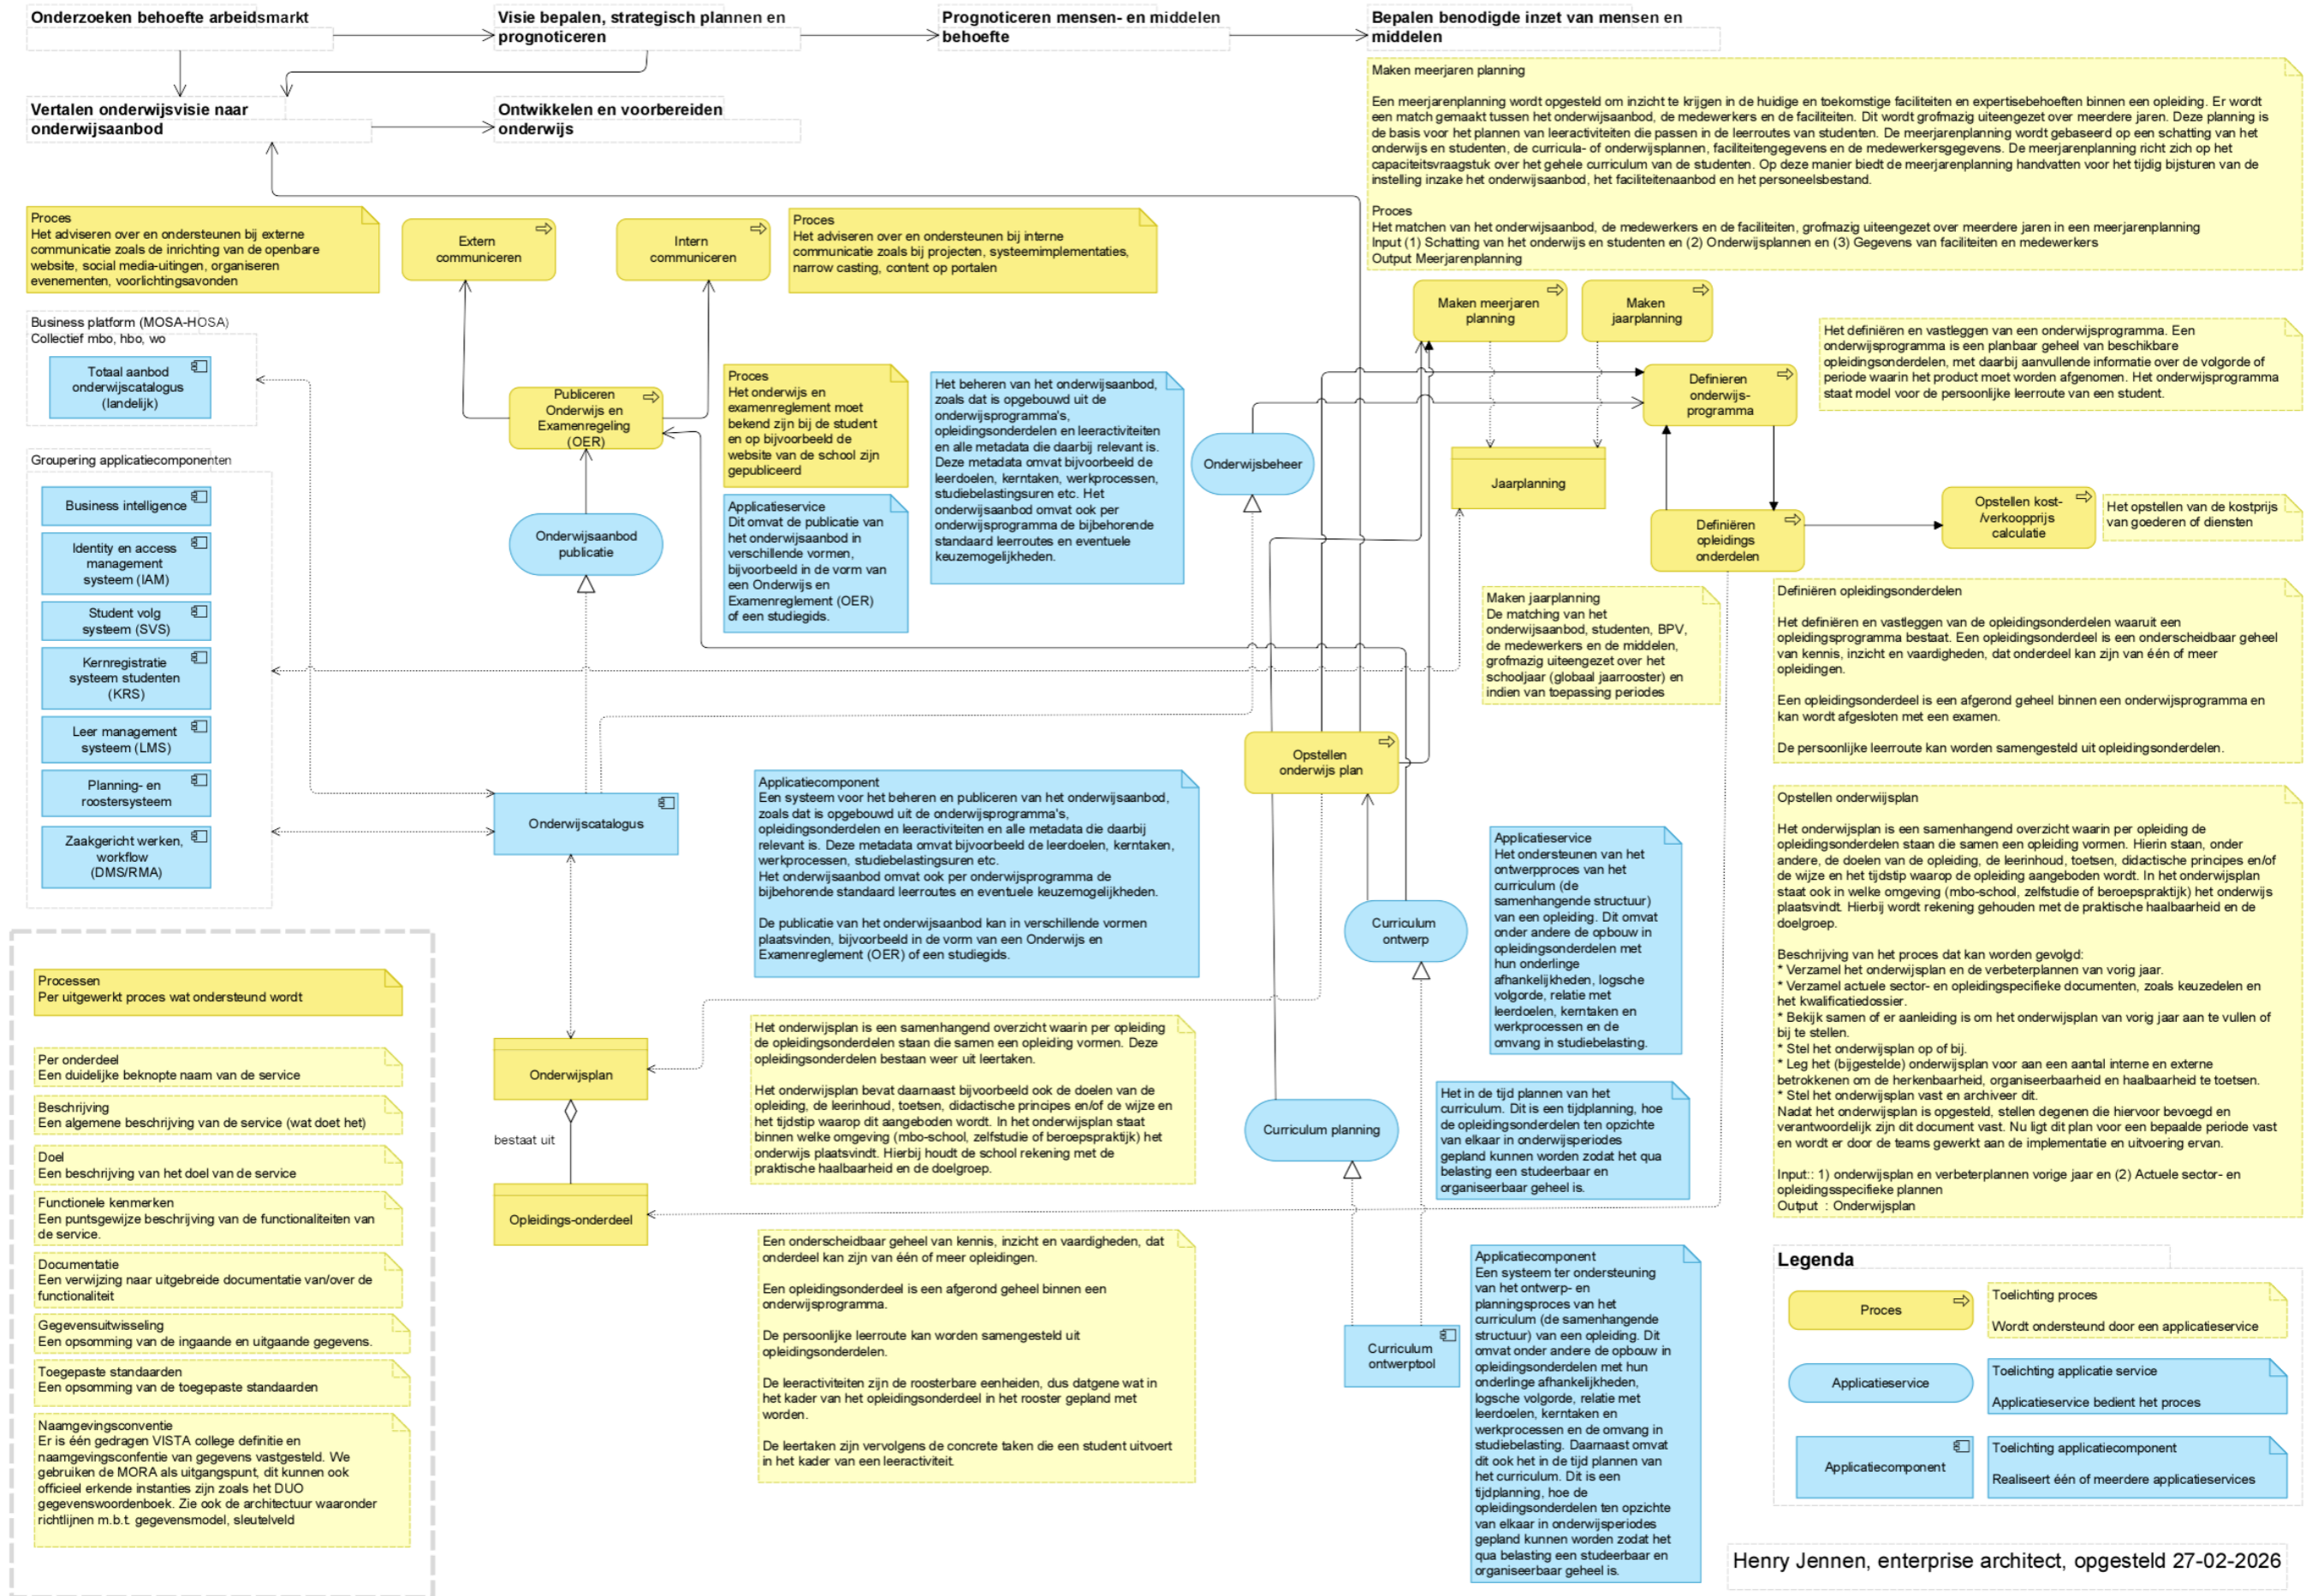 Onderzoeken behoefte arbeidsmarkt
Visie bepalen, strategisch plannen en
prognoticeren
Prognoticeren mensen- en middelen
behoefte
Bepalen benodigde inzet van mensen en
middelen
Vertalen onderwijsvisie naar
onderwijsaanbod
Ontwikkelen en voorbereiden
onderwijs
Maken meerjaren planning
Een meerjarenplanning wordt opgesteld om inzicht te krijgen in de huidige en toekomstige faciliteiten en expertisebehoeften binnen een opleiding. Er wordt
een match gemaakt tussen het onderwijsaanbod, de medewerkers en de faciliteiten. Dit wordt grofmazig uiteengezet over meerdere jaren. Deze planning is
de basis voor het plannen van leeractiviteiten die passen in de leerroutes van studenten. De meerjarenplanning wordt gebaseerd op een schatting van het
onderwijs en studenten, de curricula- of onderwijsplannen, faciliteitengegevens en de medewerkersgegevens. De meerjarenplanning richt zich op het
capaciteitsvraagstuk over het gehele curriculum van de studenten. Op deze manier biedt de meerjarenplanning handvatten voor het tijdig bijsturen van de
instelling inzake het onderwijsaanbod, het faciliteitenaanbod en het personeelsbestand.
Proces
Het matchen van het onderwijsaanbod, de medewerkers en de faciliteiten, grofmazig uiteengezet over meerdere jaren in een meerjarenplanning
Input (1) Schatting van het onderwijs en studenten en (2) Onderwijsplannen en (3) Gegevens van faciliteiten en medewerkers
Output Meerjarenplanning
Proces
Het adviseren over en ondersteunen bij externe
communicatie zoals de inrichting van de openbare
website, social media-uitingen, organiseren
evenementen, voorlichtingsavonden
Extern
communiceren
Intern
communiceren
Proces
Het adviseren over en ondersteunen bij interne
communicatie zoals bij projecten, systeemimplementaties,
narrow casting, content op portalen
Maken meerjaren
planning
Maken
jaarplanning
Business platform (MOSA-HOSA)
Collectief mbo, hbo, wo
Totaal aanbod
onderwijscatalogus
(landelijk)
Het definiëren en vastleggen van een onderwijsprogramma. Een
onderwijsprogramma is een planbaar geheel van beschikbare
opleidingsonderdelen, met daarbij aanvullende informatie over de volgorde of
periode waarin het product moet worden afgenomen. Het onderwijsprogramma
staat model voor de persoonlijke leerroute van een student.
Publiceren
Onderwijs en
Examenregeling
(OER)
Proces
Het onderwijs en
examenreglement moet
bekend zijn bij de student
en op bijvoorbeeld de
website van de school zijn
gepubliceerd
Het beheren van het onderwijsaanbod,
zoals dat is opgebouwd uit de
onderwijsprogramma's,
opleidingsonderdelen en leeractiviteiten
en alle metadata die daarbij relevant is.
Deze metadata omvat bijvoorbeeld de
leerdoelen, kerntaken, werkprocessen,
studiebelastingsuren etc. Het
onderwijsaanbod omvat ook per
onderwijsprogramma de bijbehorende
standaard leerroutes en eventuele
keuzemogelijkheden.
Definieren
onderwijs-
programma
Onderwijsbeheer
Groupering applicatiecomponenten
Business intelligence
Identity en access
management
systeem (IAM)
Student volg
systeem (SVS)
Kernregistratie
systeem studenten
(KRS)
Leer management
systeem (LMS)
Planning- en
roostersysteem
Zaakgericht werken,
workflow
(DMS/RMA)
Jaarplanning
Onderwijsaanbod
publicatie
Applicatieservice
Dit omvat de publicatie van
het onderwijsaanbod in
verschillende vormen,
bijvoorbeeld in de vorm van
een Onderwijs en
Examenreglement (OER)
of een studiegids.
Definiëren
opleidings
onderdelen
Opstellen kost-
/verkoopprijs
calculatie
Het opstellen van de kostprijs
van goederen of diensten
Maken jaarplanning
De matching van het
onderwijsaanbod, studenten, BPV,
de medewerkers en de middelen,
grofmazig uiteengezet over het
schooljaar (globaal jaarrooster) en
indien van toepassing periodes
Definiëren opleidingsonderdelen
Het definiëren en vastleggen van de opleidingsonderdelen waaruit een
opleidingsprogramma bestaat. Een opleidingsonderdeel is een onderscheidbaar geheel
van kennis, inzicht en vaardigheden, dat onderdeel kan zijn van één of meer
opleidingen.
Een opleidingsonderdeel is een afgerond geheel binnen een onderwijsprogramma en
kan wordt afgesloten met een examen.
De persoonlijke leerroute kan worden samengesteld uit opleidingsonderdelen.
Opstellen
onderwijs plan
Onderwijscatalogus
Applicatiecomponent
Een systeem voor het beheren en publiceren van het onderwijsaanbod,
zoals dat is opgebouwd uit de onderwijsprogramma's,
opleidingsonderdelen en leeractiviteiten en alle metadata die daarbij
relevant is. Deze metadata omvat bijvoorbeeld de leerdoelen, kerntaken,
werkprocessen, studiebelastingsuren etc.
Het onderwijsaanbod omvat ook per onderwijsprogramma de
bijbehorende standaard leerroutes en eventuele keuzemogelijkheden.
De publicatie van het onderwijsaanbod kan in verschillende vormen
plaatsvinden, bijvoorbeeld in de vorm van een Onderwijs en
Examenreglement (OER) of een studiegids.
Applicatieservice
Het ondersteunen van het
ontwerpproces van het
curriculum (de
samenhangende structuur)
van een opleiding. Dit omvat
onder andere de opbouw in
opleidingsonderdelen met
hun onderlinge
afhankelijkheden, logsche
volgorde, relatie met
leerdoelen, kerntaken en
werkprocessen en de
omvang in studiebelasting.
Opstellen onderwiijsplan
Het onderwijsplan is een samenhangend overzicht waarin per opleiding de
opleidingsonderdelen staan die samen een opleiding vormen. Hierin staan, onder
andere, de doelen van de opleiding, de leerinhoud, toetsen, didactische principes en/of
de wijze en het tijdstip waarop de opleiding aangeboden wordt. In het onderwijsplan
staat ook in welke omgeving (mbo-school, zelfstudie of beroepspraktijk) het onderwijs
plaatsvindt. Hierbij wordt rekening gehouden met de praktische haalbaarheid en de
doelgroep.
Beschrijving van het proces dat kan worden gevolgd:
* Verzamel het onderwijsplan en de verbeterplannen van vorig jaar.
* Verzamel actuele sector- en opleidingspecifieke documenten, zoals keuzedelen en
het kwalificatiedossier.
* Bekijk samen of er aanleiding is om het onderwijsplan van vorig jaar aan te vullen of
bij te stellen.
* Stel het onderwijsplan op of bij.
* Leg het (bijgestelde) onderwijsplan voor aan een aantal interne en externe
betrokkenen om de herkenbaarheid, organiseerbaarheid en haalbaarheid te toetsen.
* Stel het onderwijsplan vast en archiveer dit.
Nadat het onderwijsplan is opgesteld, stellen degenen die hiervoor bevoegd en
verantwoordelijk zijn dit document vast. Nu ligt dit plan voor een bepaalde periode vast
en wordt er door de teams gewerkt aan de implementatie en uitvoering ervan.
Input:: 1) onderwijsplan en verbeterplannen vorige jaar en (2) Actuele sector- en
opleidingsspecifieke plannen
Output : Onderwijsplan
Curriculum
ontwerp
Processen
Per uitgewerkt proces wat ondersteund wordt
Per onderdeel
Een duidelijke beknopte naam van de service
Beschrijving
Een algemene beschrijving van de service (wat doet het)
Doel
Een beschrijving van het doel van de service
Functionele kenmerken
Een puntsgewijze beschrijving van de functionaliteiten van
de service.
Documentatie
Een verwijzing naar uitgebreide documentatie van/over de
functionaliteit
Gegevensuitwisseling
Een opsomming van de ingaande en uitgaande gegevens.
Toegepaste standaarden
Een opsomming van de toegepaste standaarden
Naamgevingsconventie
Er is één gedragen VISTA college definitie en
naamgevingsconfentie van gegevens vastgesteld. We
gebruiken de MORA als uitgangspunt, dit kunnen ook
officieel erkende instanties zijn zoals het DUO
gegevenswoordenboek. Zie ook de architectuur waaronder
richtlijnen m.b.t. gegevensmodel, sleutelveld
Onderwijsplan
bestaat uit
Opleidings-onderdeel
Het onderwijsplan is een samenhangend overzicht waarin per opleiding
de opleidingsonderdelen staan die samen een opleiding vormen. Deze
opleidingsonderdelen bestaan weer uit leertaken.
Het onderwijsplan bevat daarnaast bijvoorbeeld ook de doelen van de
opleiding, de leerinhoud, toetsen, didactische principes en/of de wijze en
het tijdstip waarop dit aangeboden wordt. In het onderwijsplan staat
binnen welke omgeving (mbo-school, zelfstudie of beroepspraktijk) het
onderwijs plaatsvindt. Hierbij houdt de school rekening met de
praktische haalbaarheid en de doelgroep.
Curriculum planning
Het in de tijd plannen van het
curriculum. Dit is een tijdplanning, hoe
de opleidingsonderdelen ten opzichte
van elkaar in onderwijsperiodes
gepland kunnen worden zodat het qua
belasting een studeerbaar en
organiseerbaar geheel is.
Een onderscheidbaar geheel van kennis, inzicht en vaardigheden, dat
onderdeel kan zijn van één of meer opleidingen.
Een opleidingsonderdeel is een afgerond geheel binnen een
onderwijsprogramma.
De persoonlijke leerroute kan worden samengesteld uit
opleidingsonderdelen.
De leeractiviteiten zijn de roosterbare eenheiden, dus datgene wat in
het kader van het opleidingsonderdeel in het rooster gepland met
worden.
De leertaken zijn vervolgens de concrete taken die een student uitvoert
in het kader van een leeractiviteit.
Curriculum
ontwerptool
Applicatiecomponent
Een systeem ter ondersteuning
van het ontwerp- en
planningsproces van het
curriculum (de samenhangende
structuur) van een opleiding. Dit
omvat onder andere de opbouw in
opleidingsonderdelen met hun
onderlinge afhankelijkheden,
logsche volgorde, relatie met
leerdoelen, kerntaken en
werkprocessen en de omvang in
studiebelasting. Daarnaast omvat
dit ook het in de tijd plannen van
het curriculum. Dit is een
tijdplanning, hoe de
opleidingsonderdelen ten opzichte
van elkaar in onderwijsperiodes
gepland kunnen worden zodat het
qua belasting een studeerbaar en
organiseerbaar geheel is.
Legenda
Proces
Toelichting proces
Wordt ondersteund door een applicatieservice
Applicatieservice
Toelichting applicatie service
Applicatieservice bedient het proces
Applicatiecomponent
Toelichting applicatiecomponent
Realiseert één of meerdere applicatieservices
Henry Jennen, enterprise architect, opgesteld 27-02-2026